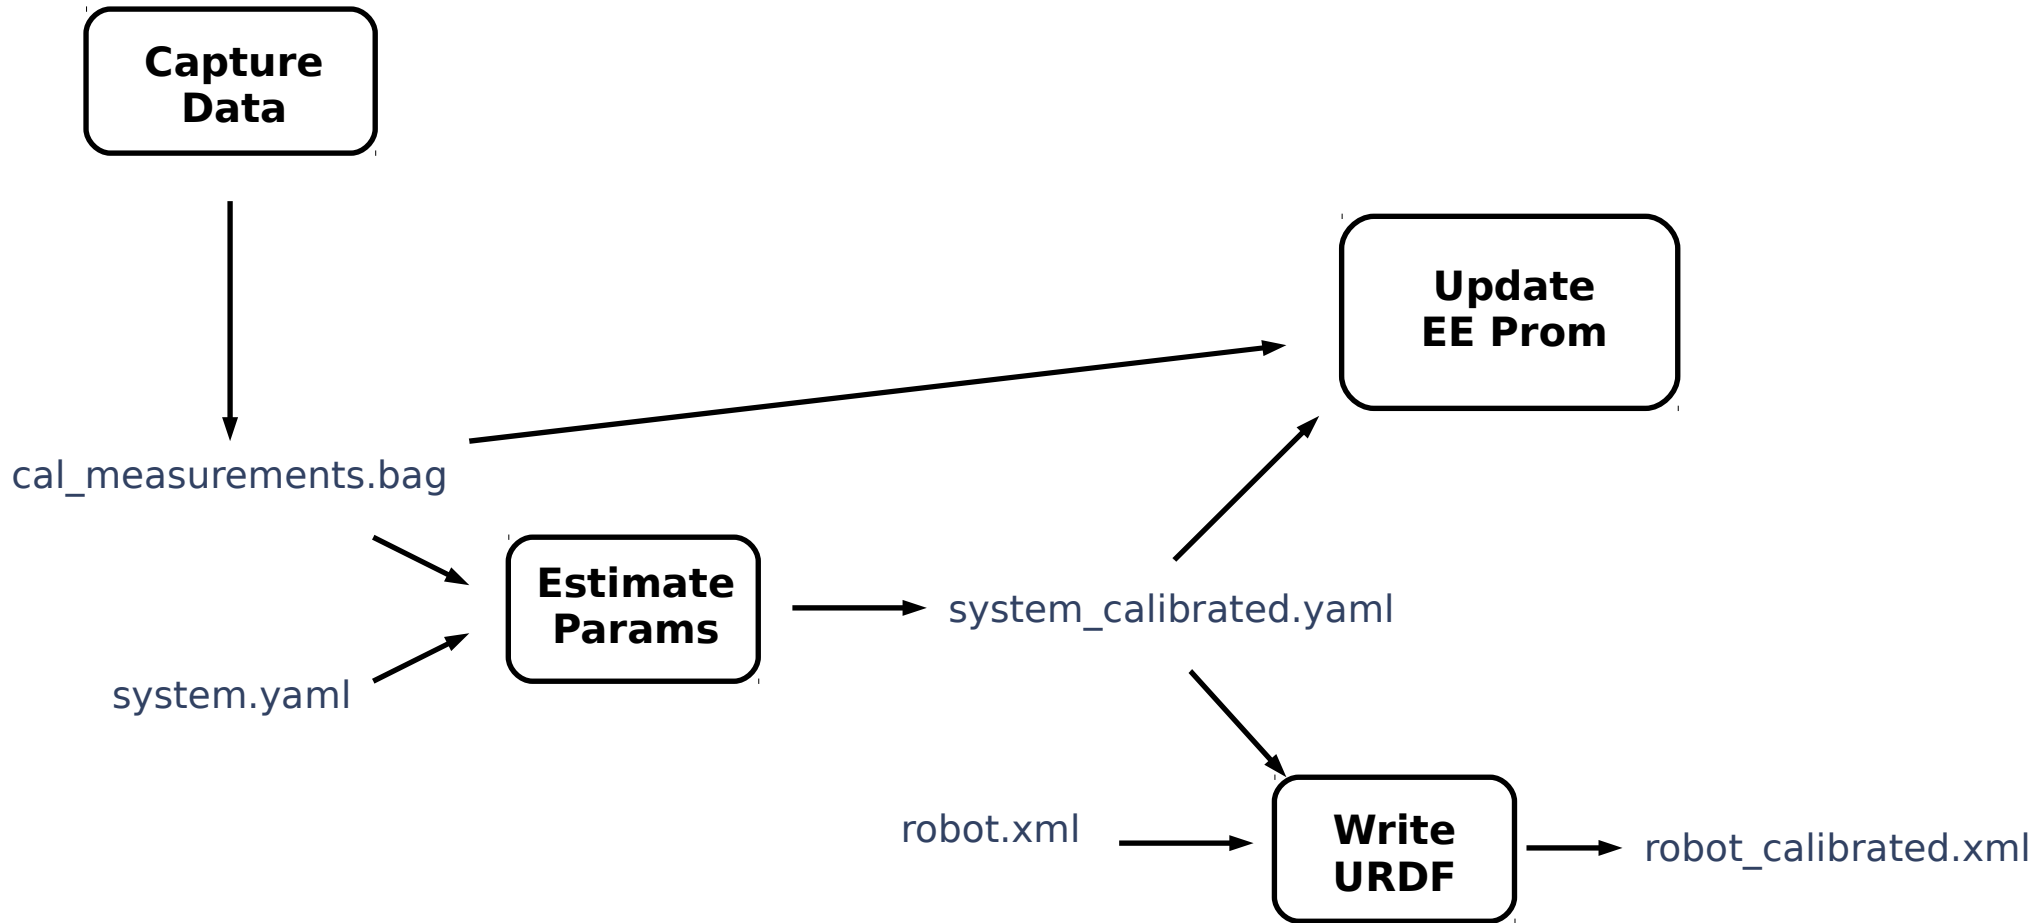 Capture
Data
Update
EE Prom
cal_measurements.bag
Estimate
Params
system_calibrated.yaml
system.yaml
robot.xml
Write
URDF
robot_calibrated.xml